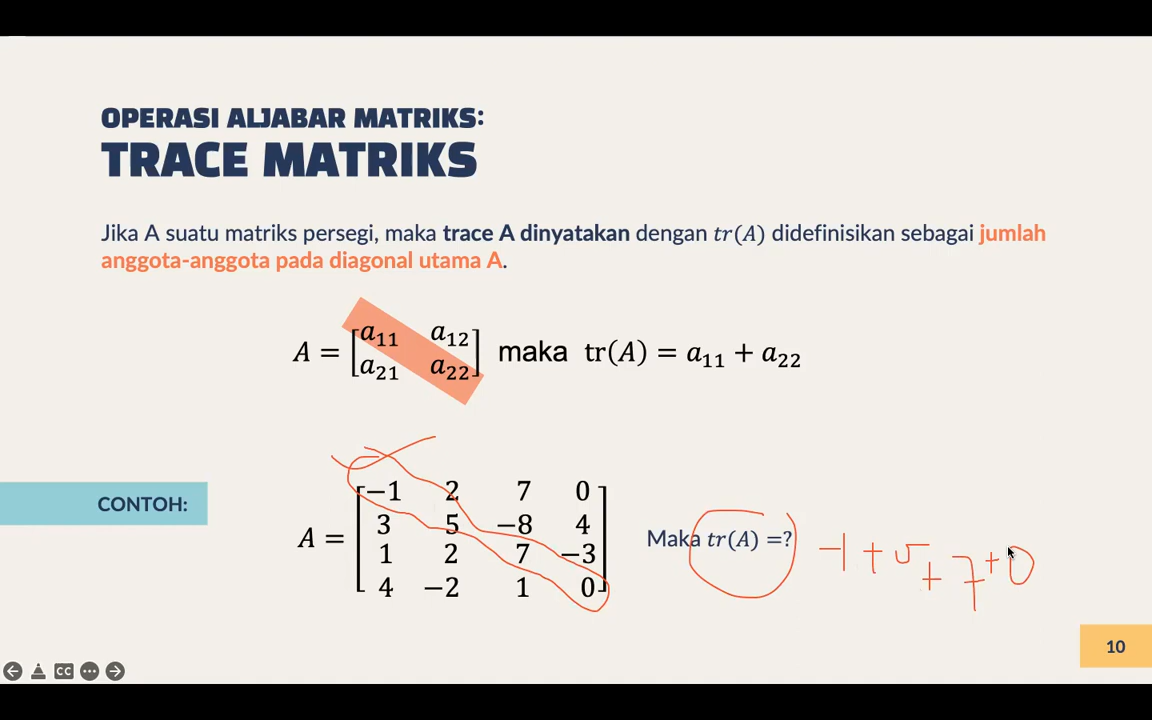 OPERASI ALJABAR MATRIKS:
TRACE MATRIKS
Jika A suatu matriks persegi, maka trace A dinyatakan dengan tr(A) didefinisikan sebagai jumlah
anggota-anggota pada diagonal utama A.
A = [a₁₁ a₁₂
a₂₁ a₂₂] maka tr(A) = a₁₁ + a₂₂
CONTOH:
A = [−1 2 7 0
3 5 −8 4
1 2 7 −3
4 −2 1 0]
Maka tr(A) =?
-1 + 5 + 7 + 0
10
CC